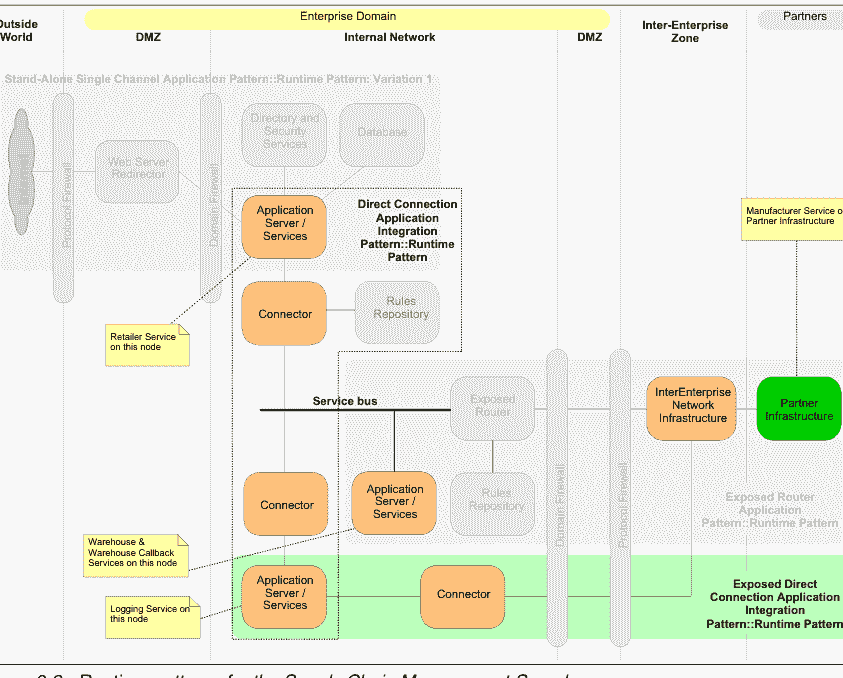 Outside
World
Enterprise Domain
DMZ
Internal Network
DMZ
Inter-Enterprise
Zone
Partners
Stand-Alone Single Channel Application Pattern::Runtime Pattern: Variation 1
Protocol Firewall
Web Server
Redirector
Domain Firewall
Directory and
Security
Services
Database
Application
Server /
Services
Direct Connection
Application
Integration
Pattern::Runtime
Pattern
Manufacturer Service o
Partner Infrastructure
Connector
Rules
Repository
Retailer Service
on this node
Service bus
Exposed
Router
InterEnterprise
Network
Infrastructure
Partner
Infrastructure
Connector
Application
Server /
Services
Rules
Repository
Domain Firewall
Protocol Firewall
Exposed Router
Application
Pattern::Runtime Pattern
Warehouse &
Warehouse Callback
Services on this node
Logging Service on
this node
Application
Server /
Services
Connector
Exposed Direct
Connection Application
Integration
Pattern::Runtime Pattern